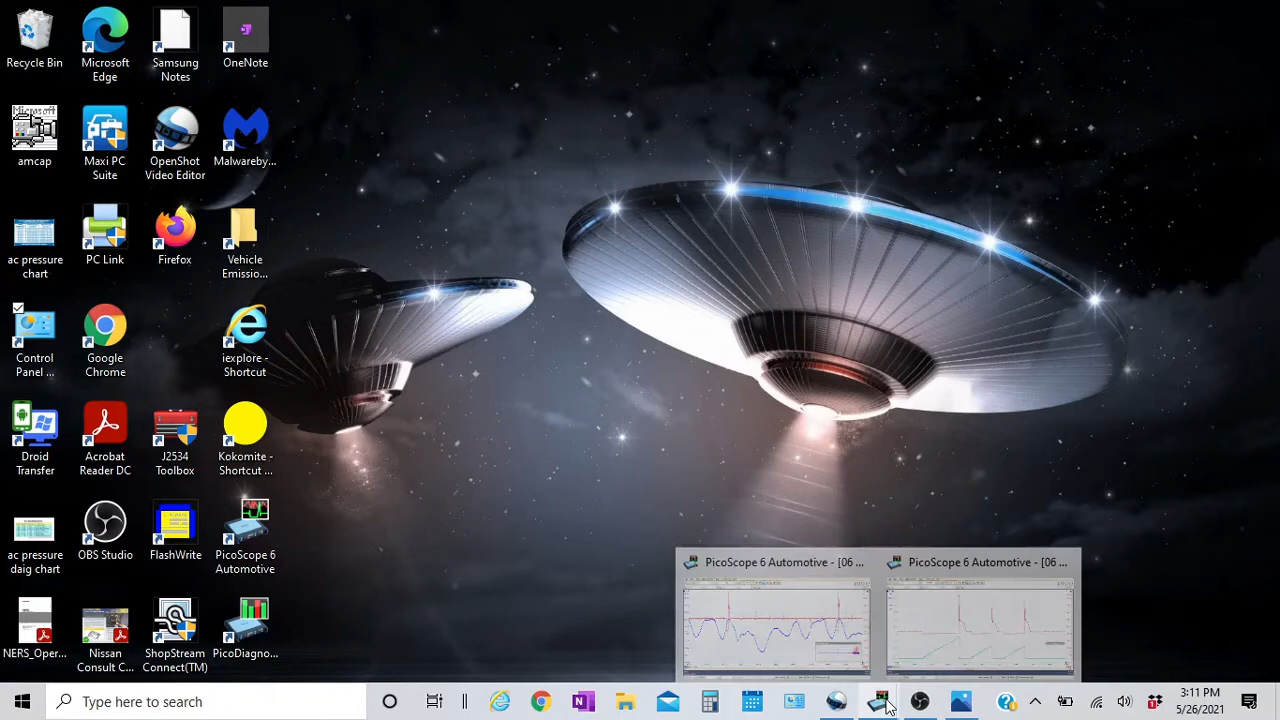 Recycle Bin
Microsoft
Edge
Samsung
Notes
OneNote
Microsoft
amcap
Maxi PC
Suite
OpenShot
Video Editor
Malwareby...
ac pressure
chart
PC Link
Firefox
Vehicle
Emissio...
Control
Panel ...
Google
Chrome
iexplore -
Shortcut
Droid
Transfer
Acrobat
Reader DC
J2534
Toolbox
Kokomite -
Shortcut ...
ac pressure
daig chart
OBS Studio
FlashWrite
PicoScope 6
Automotive
NERS_Oper...
Nissan
Consult C...
ShopStream
Connect(TM)
PicoDiagno...
PicoScope 6 Automotive - [06 ...
PicoScope 6 Automotive - [06 ...
Type here to search
3:11 PM
5/26/2021